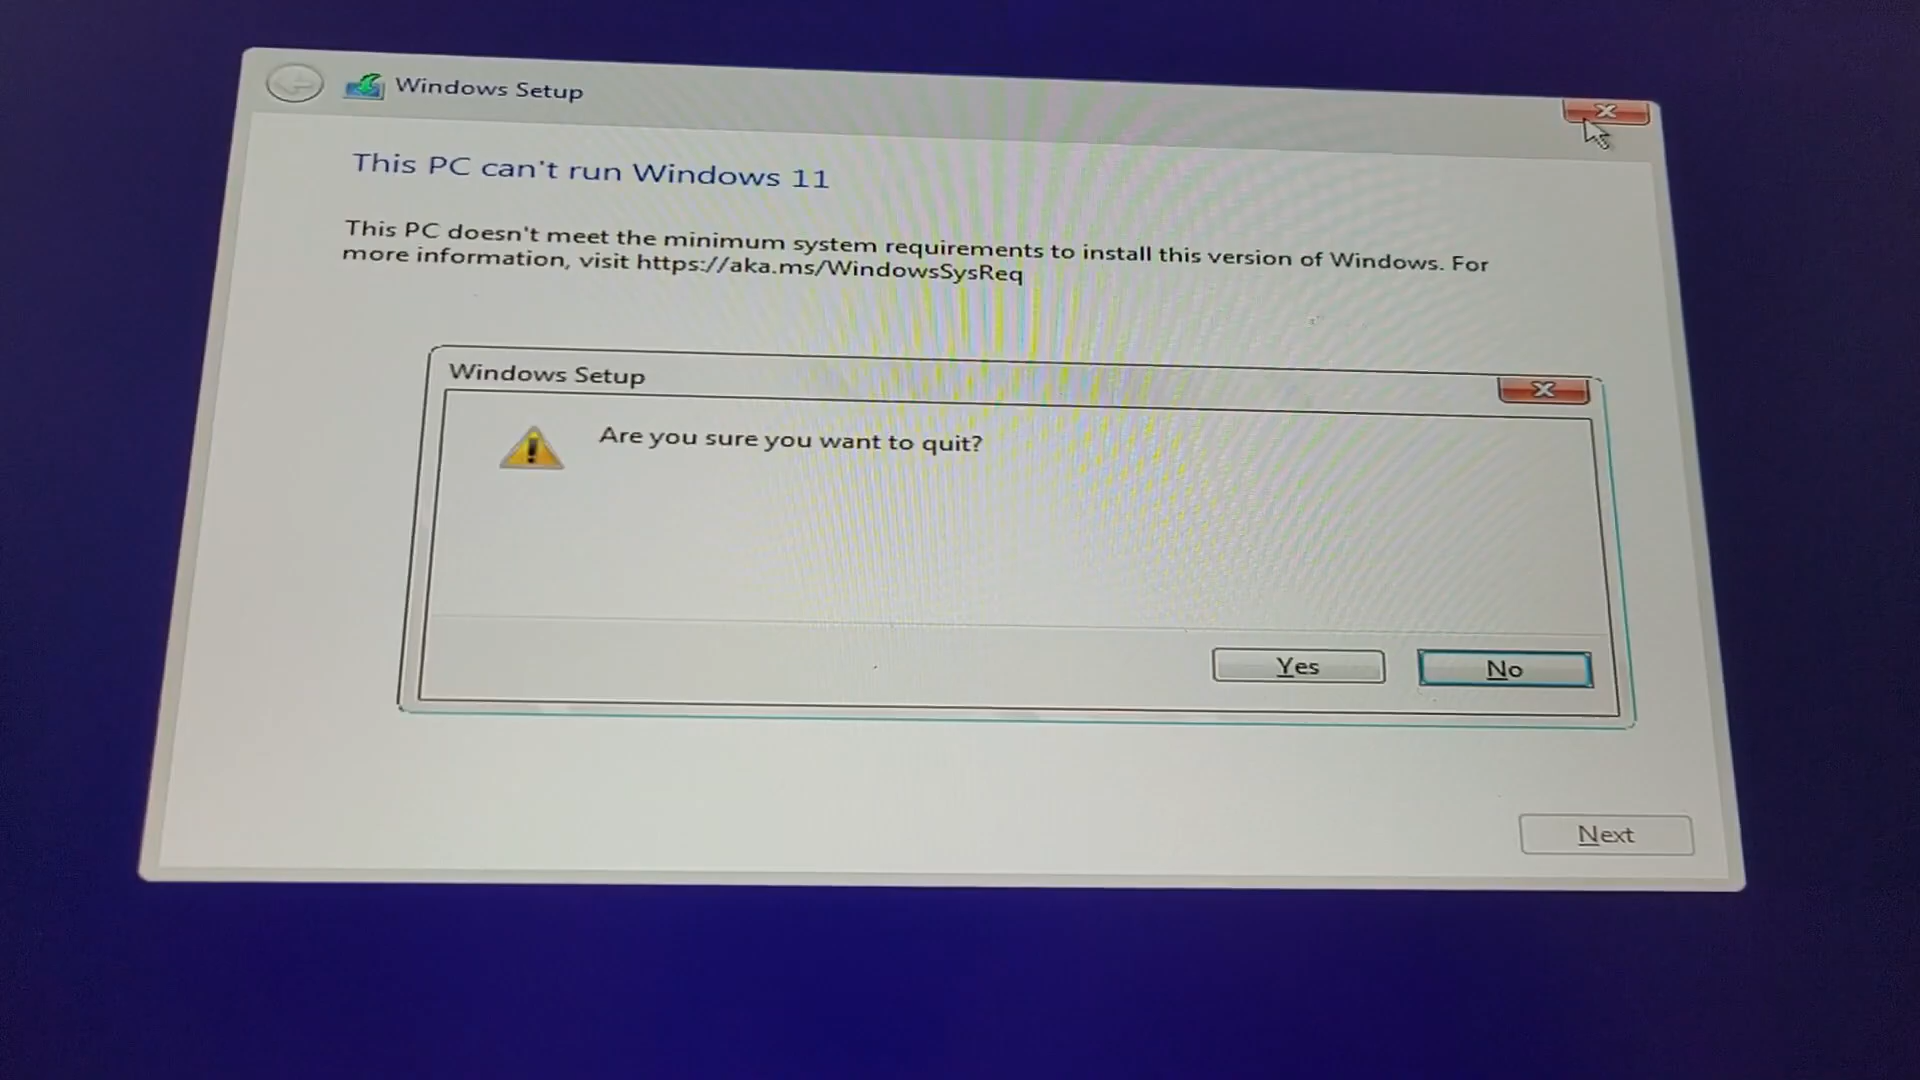 Windows Setup
This PC can't run Windows 11
This PC doesn't meet the minimum system requirements to install this version of Windows. For
more information, visit https://aka.ms/WindowsSysReq
Windows Setup
Are you sure you want to quit?
Yes
No
Next